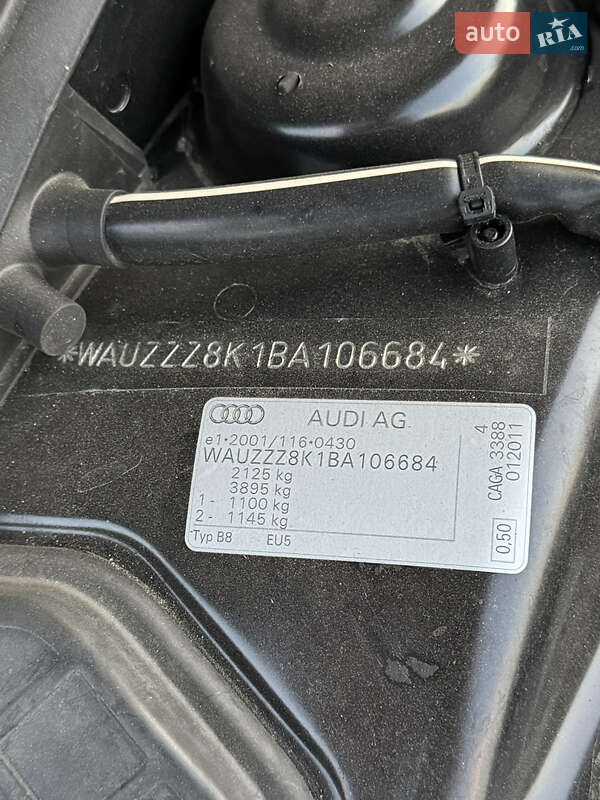 auto RIA
.com
*WAUZZZ8K1BA106684*
AUDI AG
e1*2001/116*0430
WAUZZZ8K1BA106684
2125 kg
3895 kg
1 - 1100 kg
2 - 1145 kg
Typ B8 EU5
4
CAGA 3388
012011
0,50